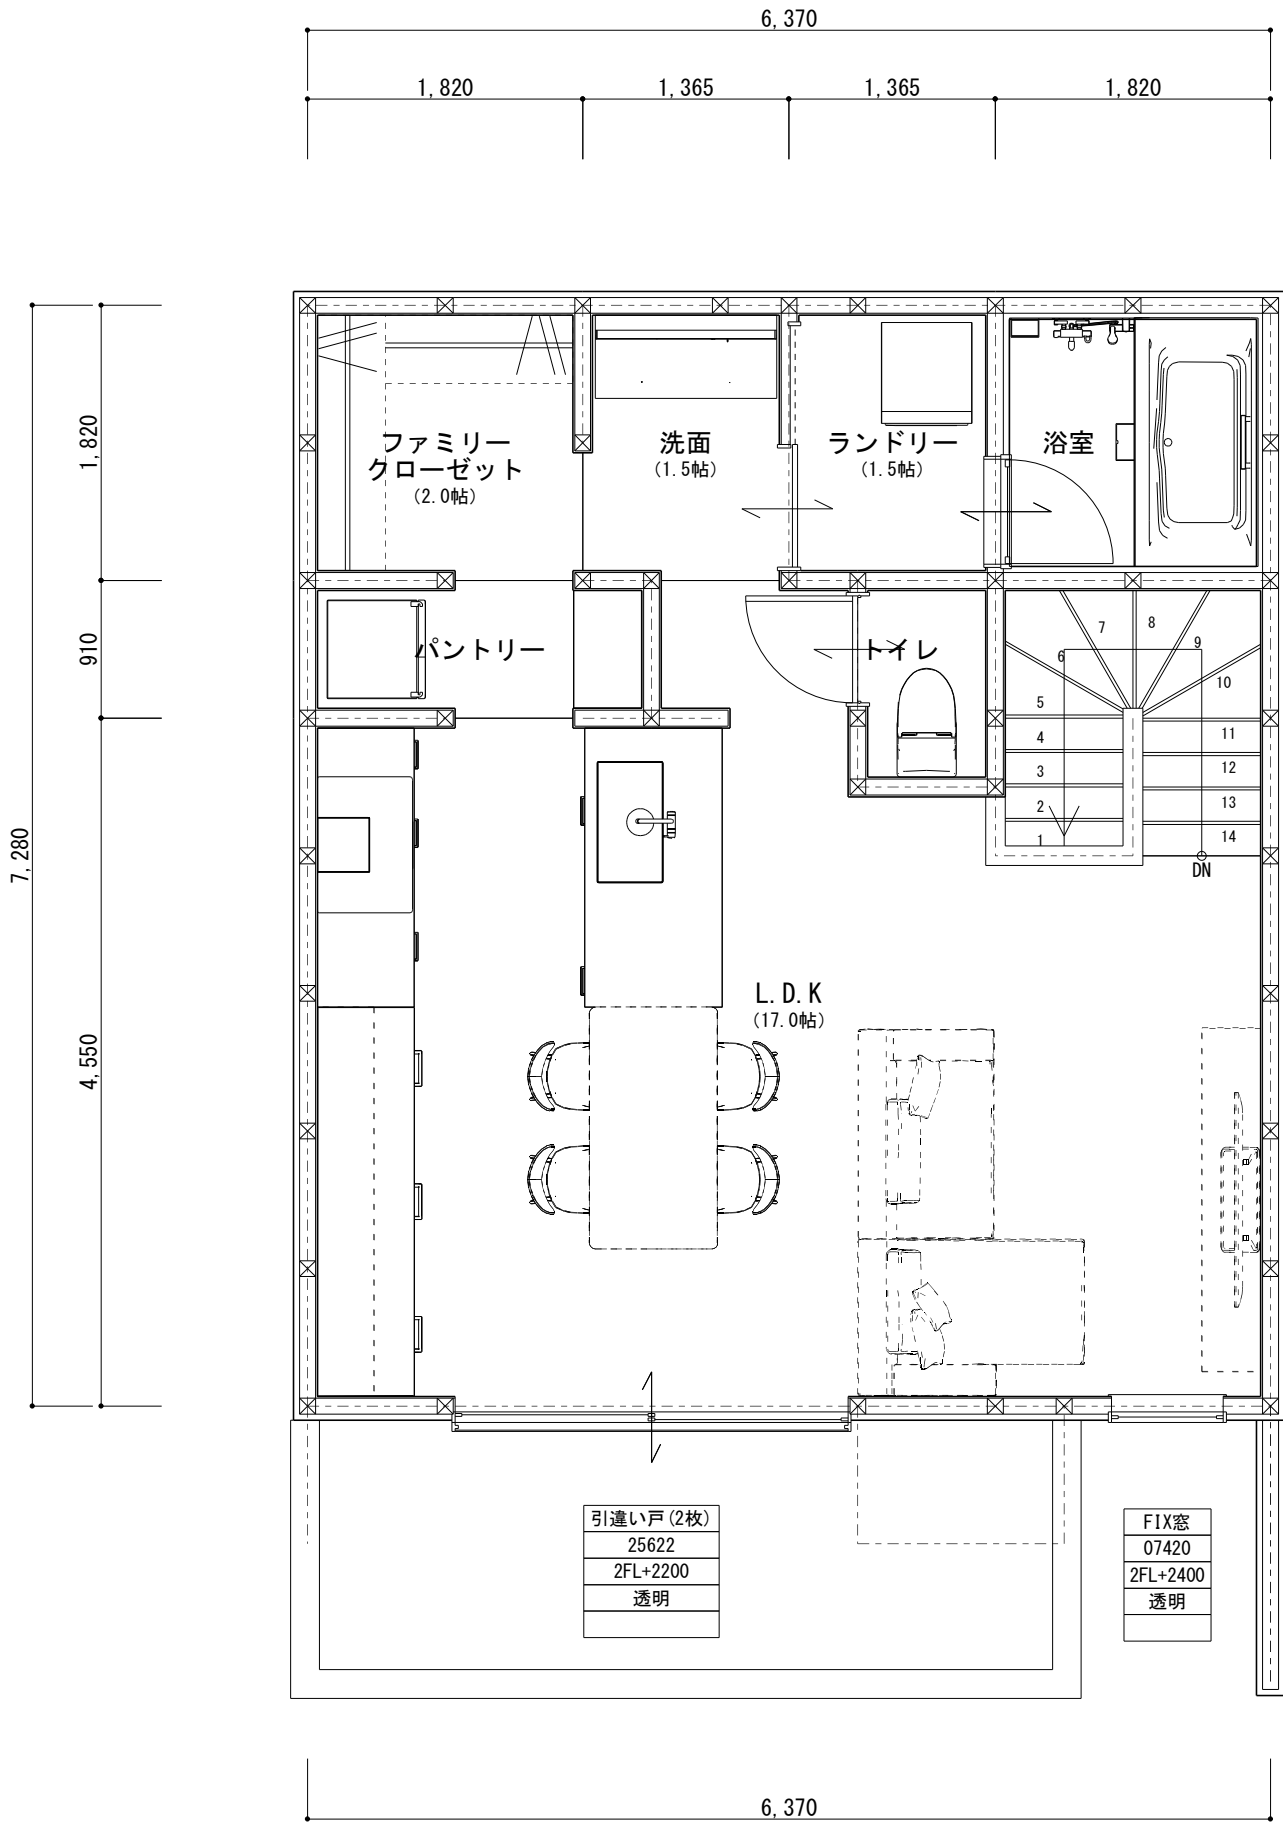 6,370
1,820
1,365
1,365
1,820
7,280
1,820
910
4,550
ファミリー
クローゼット
(2.0帖)
洗面
(1.5帖)
ランドリー
(1.5帖)
浴室
パントリー
トイレ
7
8
6
9
10
5
4
3
2
1
11
12
13
14
DN
L.D.K
(17.0帖)
引違い戸(2枚)
25622
2FL+2200
透明
FIX窓
07420
2FL+2400
透明
6,370